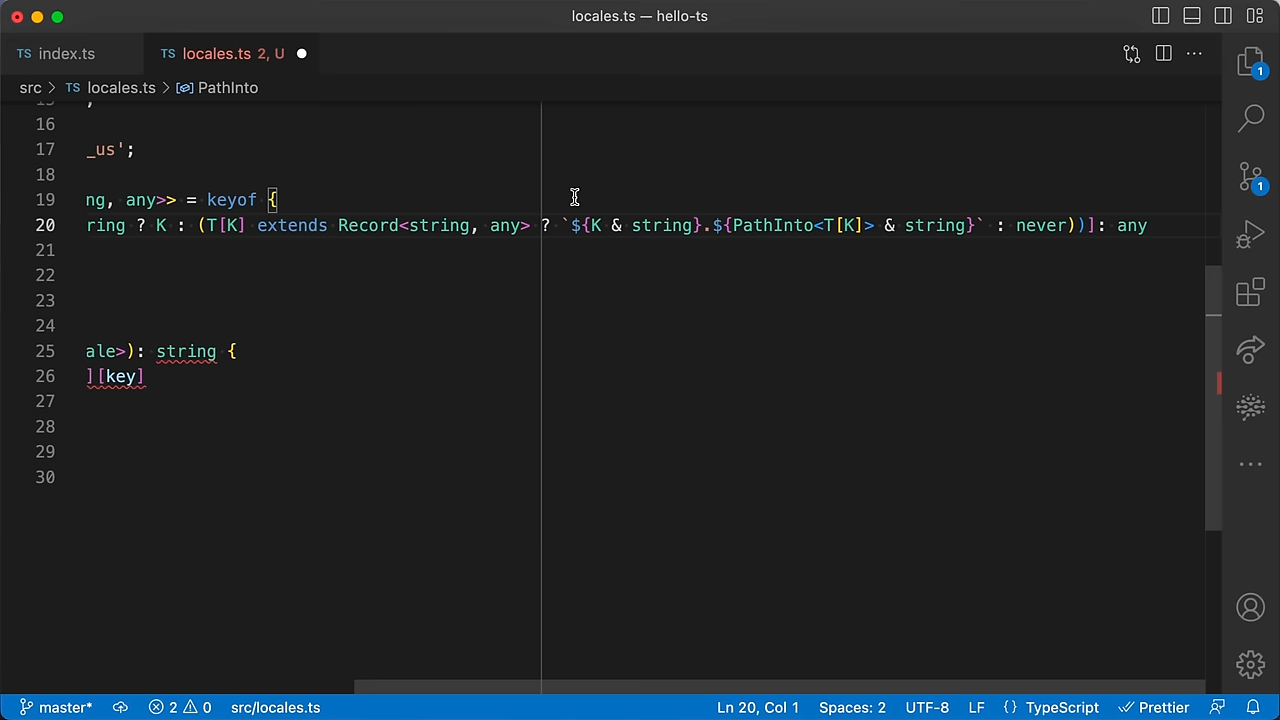 locales.ts — hello-ts
TS index.ts
TS locales.ts 2, U
src > TS locales.ts > PathInto
16
17 _us';
18
19 ng, any>> = keyof {
20 ring ? K : (T[K] extends Record<string, any> ? `${K & string}.${PathInto<T[K]> & string}` : never))]: any
21
22
23
24
25 ale>): string {
26 ][key]
27
28
29
30
1
1
master* 2 0 src/locales.ts Ln 20, Col 1 Spaces: 2 UTF-8 LF {} TypeScript Prettier